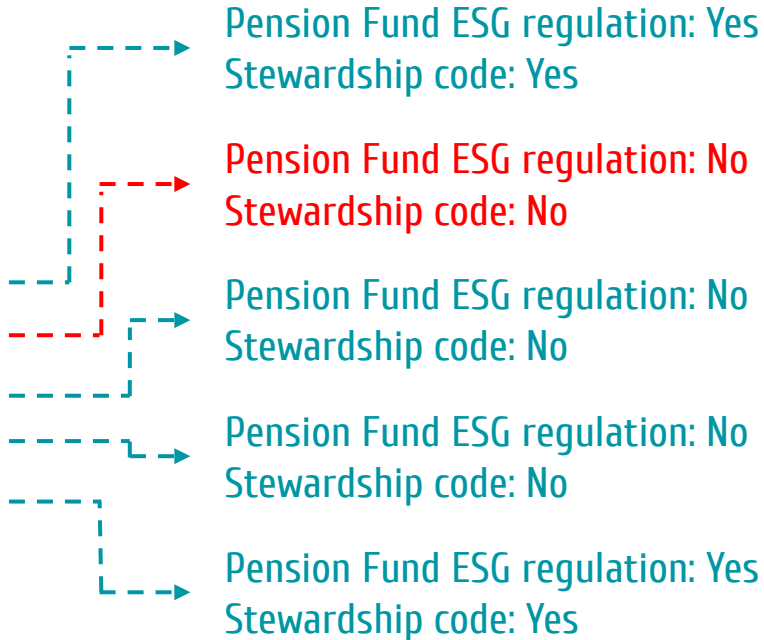 Pension Fund ESG regulation: Yes
Stewardship code: Yes
Pension Fund ESG regulation: No
Stewardship code: No
Pension Fund ESG regulation: No
Stewardship code: No
Pension Fund ESG regulation: No
Stewardship code: No
Pension Fund ESG regulation: Yes
Stewardship code: Yes